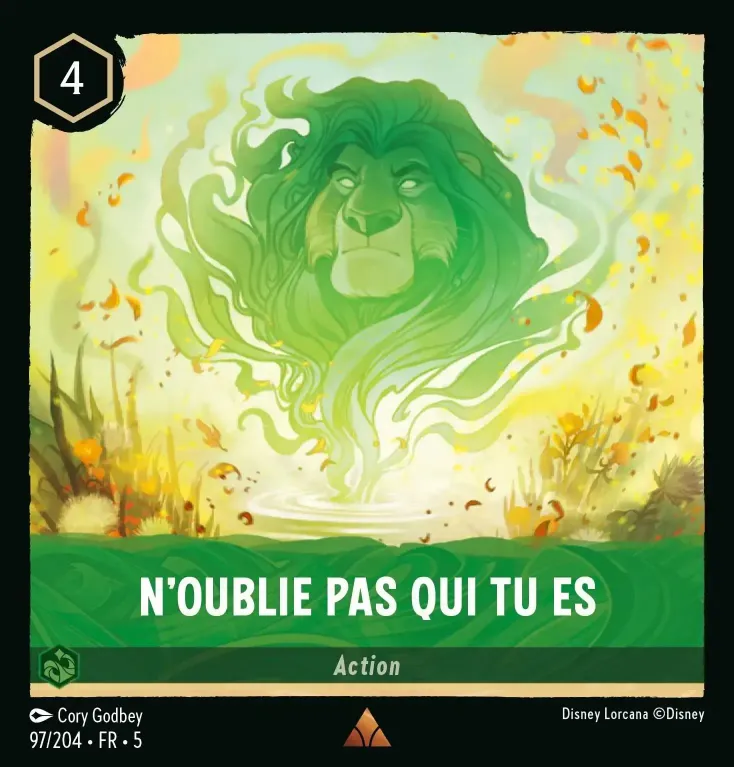 4
N'OUBLIE PAS QUI TU ES
Action
Cory Godbey
Disney Lorcana ©Disney
97/204 • FR • 5